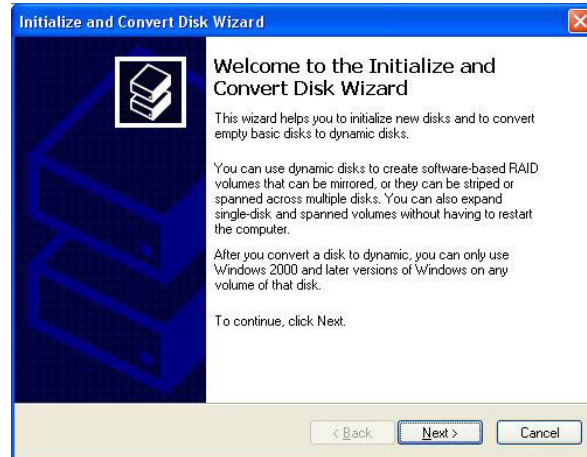 Initialize and Convert Disk Wizard
Welcome to the Initialize and
Convert Disk Wizard
This wizard helps you to initialize new disks and to convert
empty basic disks to dynamic disks.
You can use dynamic disks to create software-based RAID
volumes that can be mirrored, or they can be striped or
spanned across multiple disks. You can also expand
single-disk and spanned volumes without having to restart
the computer.
After you convert a disk to dynamic, you can only use
Windows 2000 and later versions of Windows on any
volume of that disk.
To continue, click Next.
< Back Next > Cancel